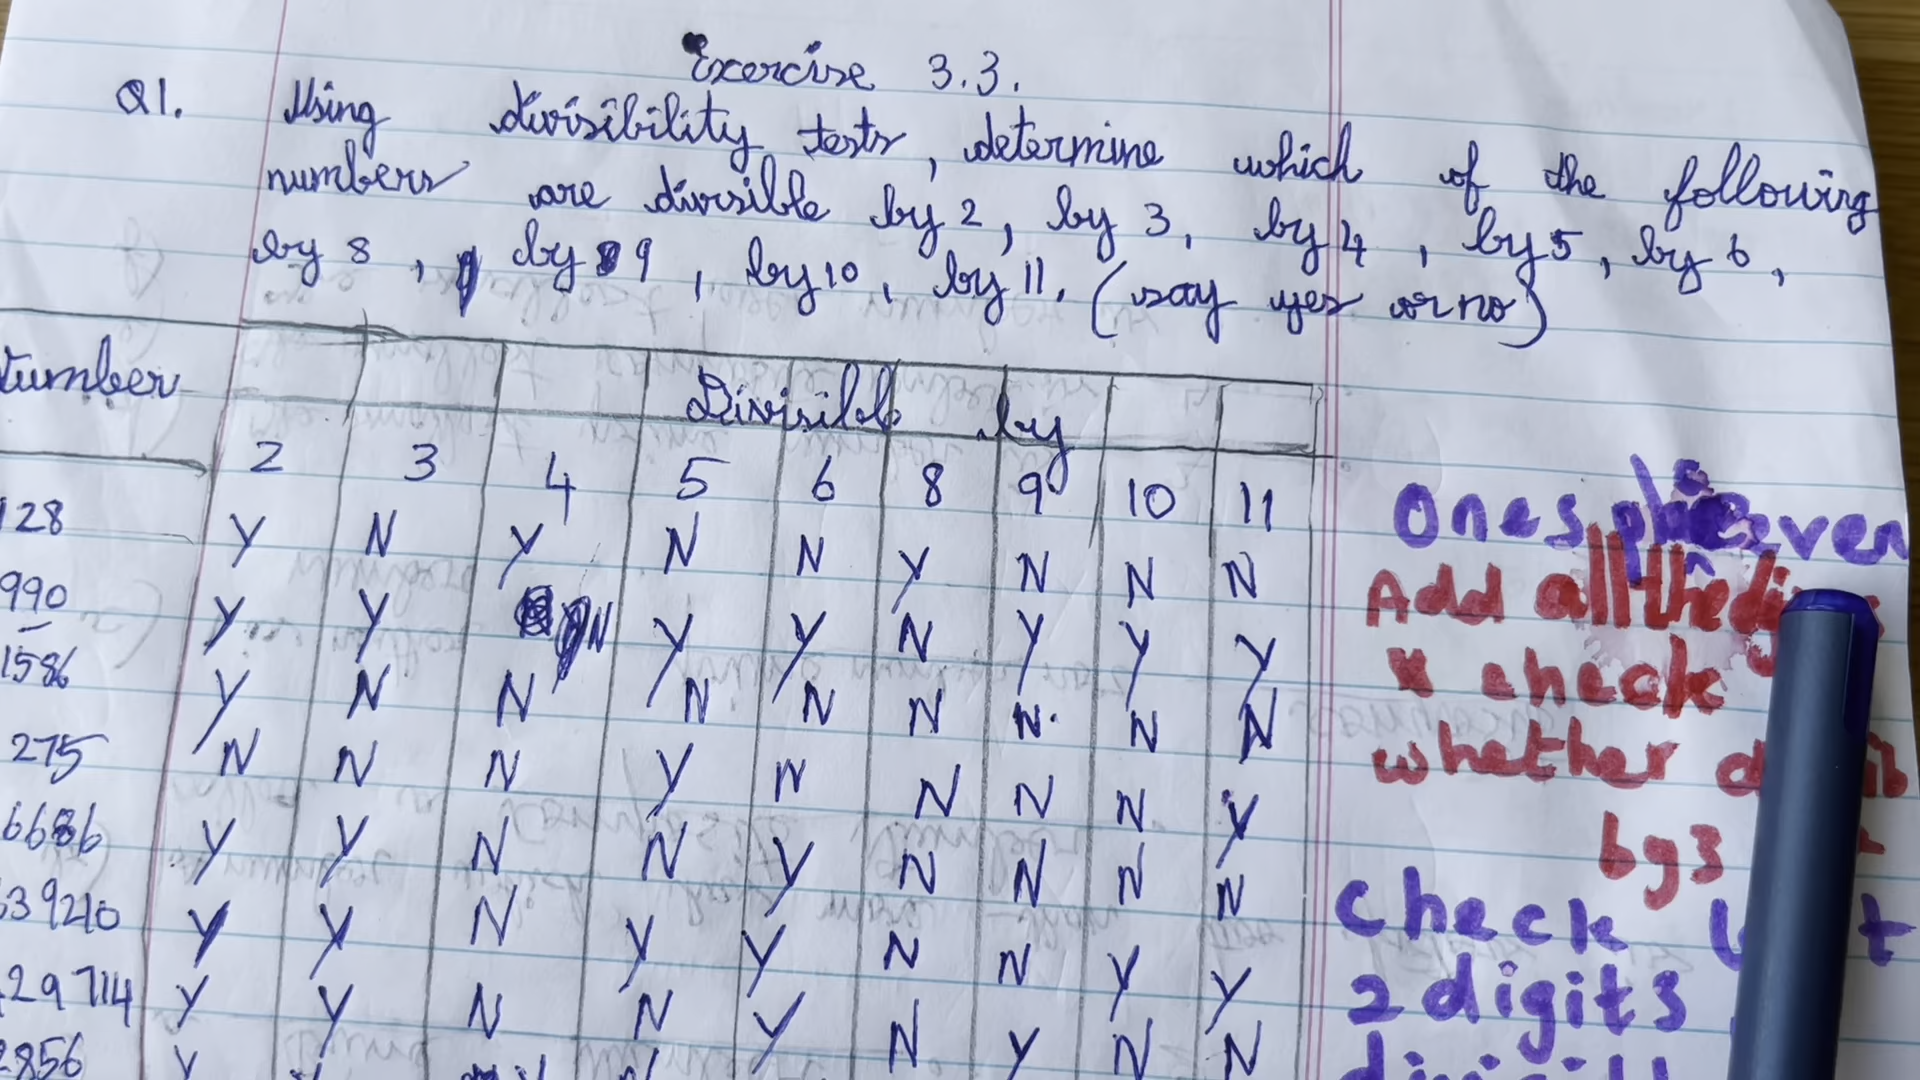 Exercise 3.3.
Q1. Using divisibility tests, determine which of the following
numbers are divisible by 2, by 3, by 4, by 5, by 6,
by 8, by 9, by 10, by 11. (say yes or no)
Number Divisible by
2 3 4 5 6 8 9 10 11
128 Y N Y N N Y N N N
990 Y Y N Y Y N Y Y Y
1586 Y N N N N N N N N
275 N N N Y N N N N Y
6686 Y Y N N Y N N N N
639210 Y Y N Y Y N N Y Y
429714 Y Y N N Y N Y N N
2856 Y Y N
Ones even
Add all the
check
whether
by 3
Check
2 digits